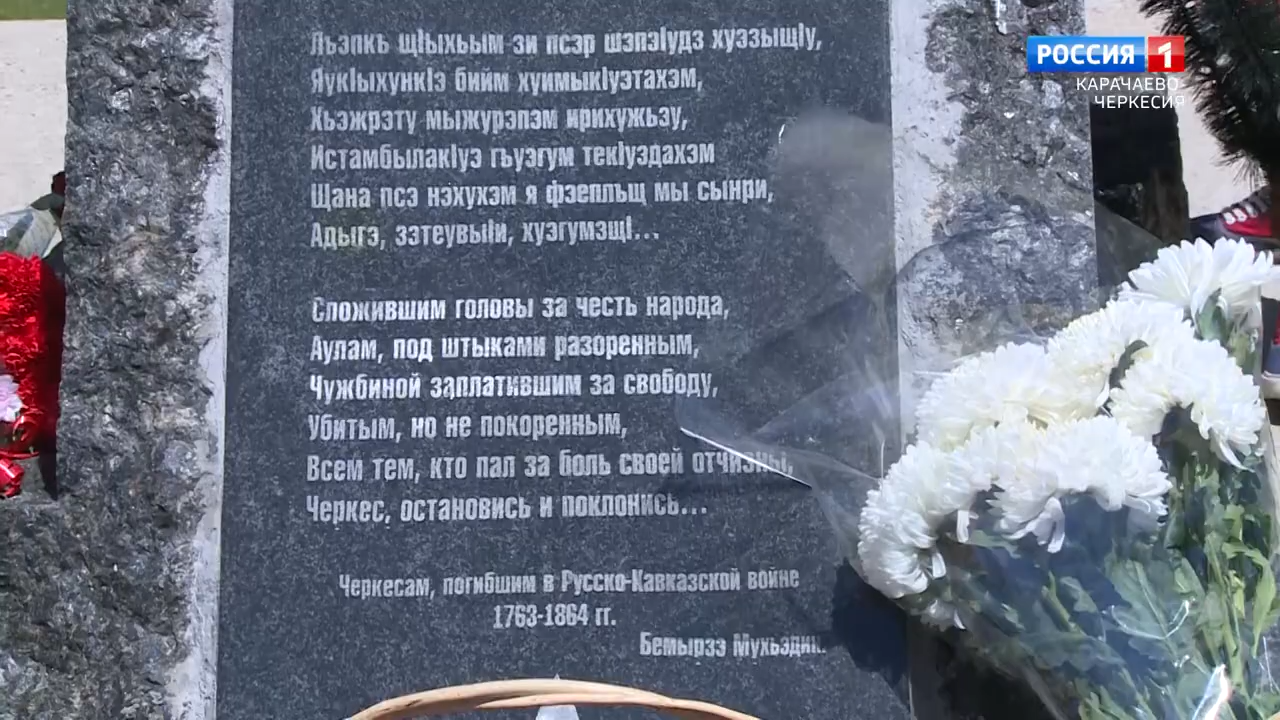 Лъэпкъ щIыхьым зи псэр шэпэIудз хуэзыщIу,
ЯукIыхункIэ бийм хуимыкIуэтахэм,
Хьэжрэту мыжурэпэм ирихужьэу,
ИстамбылакIуэ гъуэгум текIуэдахэм
Щана псэ нэхухэм я фэеплъщ мы сынри,
Адыгэ, зэтеувыIи, хуэгумэщI...
Сложившим головы за честь народа,
Аулам, под штыками разоренным,
Чужбиной заплатившим за свободу,
Убитым, но не покоренным,
Всем тем, кто пал за боль своей отчизны,
Черкес, остановись и поклонись...
Черкесам, погибшим в Русско-Кавказской войне
1763-1864 гг.
Бемырзэ Мухьэдин.
РОССИЯ 1
КАРАЧАЕВО-
ЧЕРКЕСИЯ